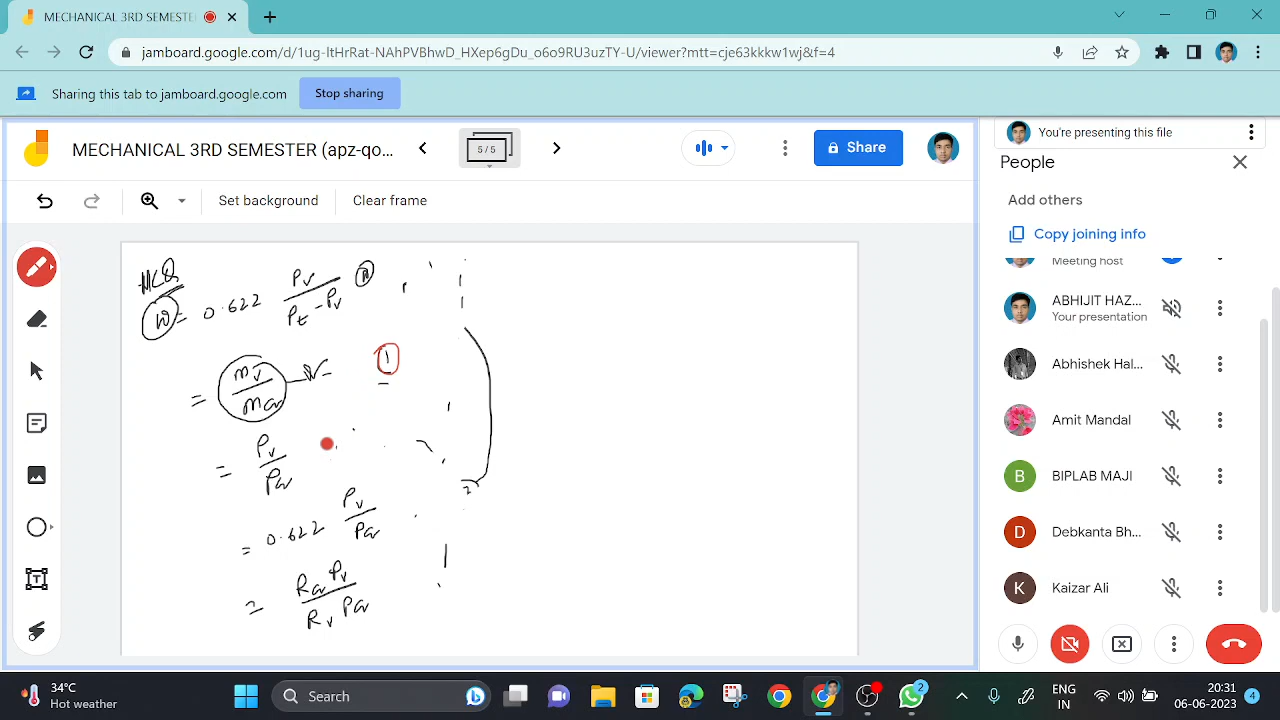 MECHANICAL 3RD SEMESTE
jamboard.google.com/d/1ug-ltHrRat-NAhPVBhwD_HXep6gDu_o6o9RU3uzTY-U/viewer?mtt=cje63kkkw1wj&f=4
Sharing this tab to jamboard.google.com
Stop sharing
MECHANICAL 3RD SEMESTER (apz-qo...
5 / 5
Share
Set background
Clear frame
MCQ
W = 0.622 Pv / (Pt - Pv)
= mv / ma
1
= Pv / Pa
= 0.622 Pv / Pa
= Ra Pv / Rv Pa
You're presenting this file
People
Add others
Copy joining info
Meeting host
ABHIJIT HAZ...
Your presentation
Abhishek Hal...
Amit Mandal
B
BIPLAB MAJI
D
Debkanta Bh...
K
Kaizar Ali
34°C
Hot weather
Search
2
ENG
IN
20:31
06-06-2023
4